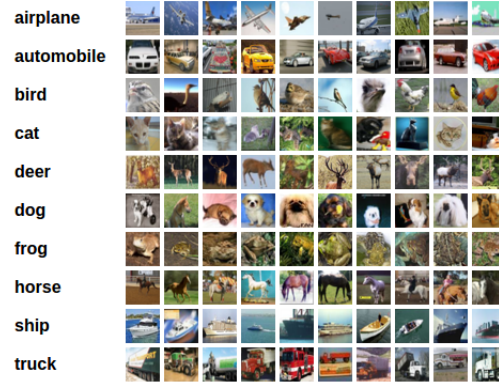 airplane
automobile
bird
cat
deer
dog
frog
horse
ship
truck